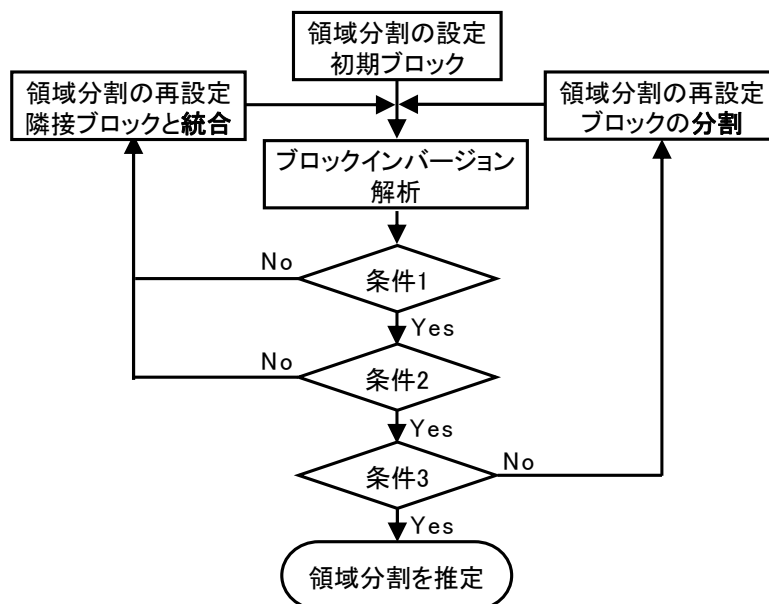 領域分割の設定
初期ブロック
領域分割の再設定
隣接ブロックと統合
領域分割の再設定
ブロックの分割
ブロックインバージョン
解析
No
条件1
Yes
No
条件2
Yes
条件3
No
Yes
領域分割を推定